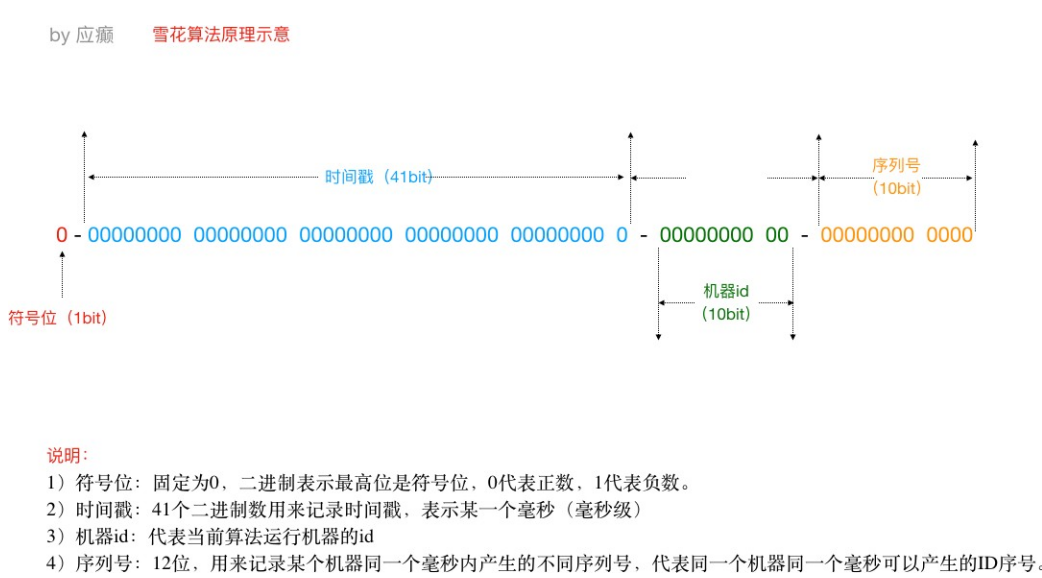 by 应癫 雪花算法原理示意
时间戳（41bit）
序列号
（10bit）
0 - 00000000 00000000 00000000 00000000 00000000 0 - 00000000 00 - 00000000 0000
机器id
（10bit）
符号位（1bit）
说明：
1）符号位：固定为0，二进制表示最高位是符号位，0代表正数，1代表负数。
2）时间戳：41个二进制数用来记录时间戳，表示某一个毫秒（毫秒级）
3）机器id：代表当前算法运行机器的id
4）序列号：12位，用来记录某个机器同一个毫秒内产生的不同序列号，代表同一个机器同一个毫秒可以产生的ID序号。